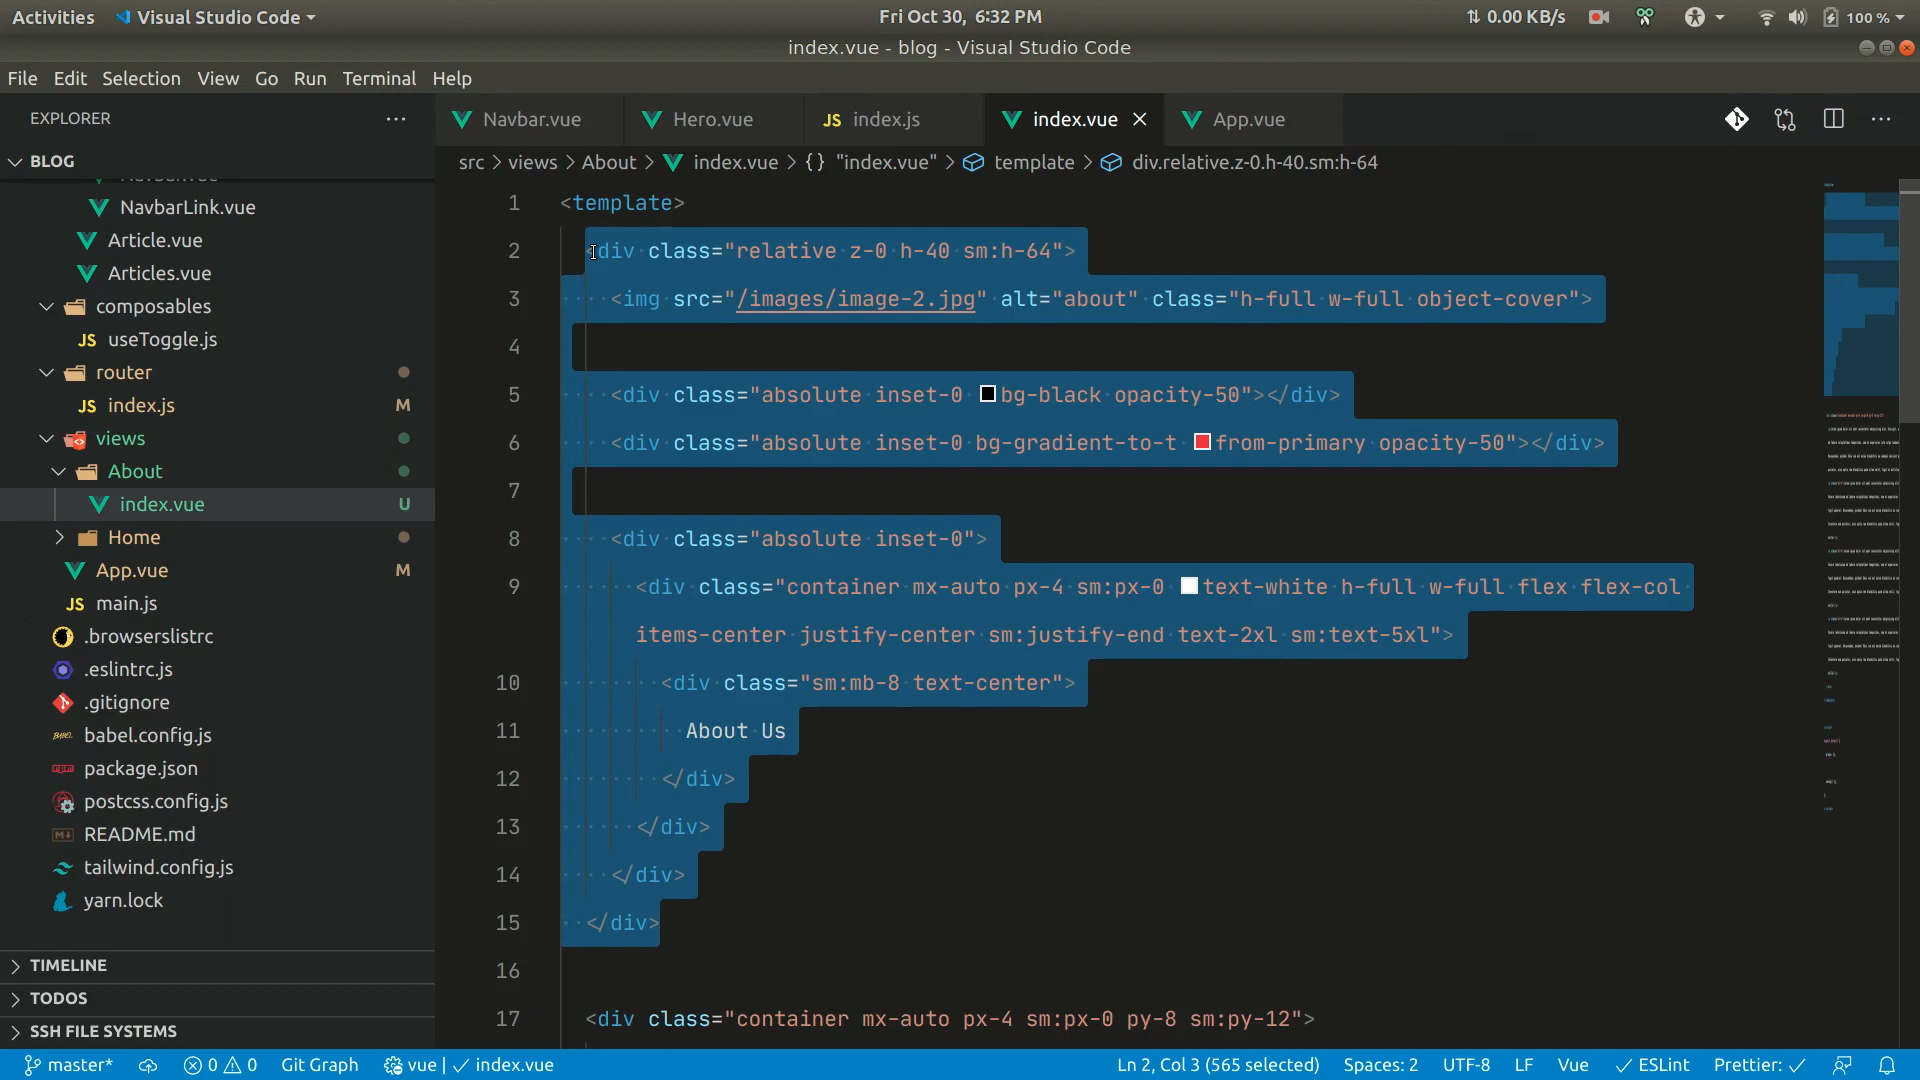 Activities Visual Studio Code Fri Oct 30, 6:32 PM 0.00 KB/s 100 %
index.vue - blog - Visual Studio Code
File Edit Selection View Go Run Terminal Help
EXPLORER
Navbar.vue Hero.vue JS index.js index.vue App.vue
BLOG
src > views > About > index.vue > {} "index.vue" > template > div.relative.z-0.h-40.sm:h-64
NavbarLink.vue
Article.vue
Articles.vue
composables
JS useToggle.js
router
JS index.js M
views
About
index.vue U
Home
App.vue M
JS main.js
.browserslistrc
.eslintrc.js
.gitignore
BABEL babel.config.js
npm package.json
postcss.config.js
M README.md
tailwind.config.js
yarn.lock
TIMELINE
TODOS
SSH FILE SYSTEMS
1 <template>
2 <div class="relative z-0 h-40 sm:h-64">
3 <img src="/images/image-2.jpg" alt="about" class="h-full w-full object-cover">
4
5 <div class="absolute inset-0 bg-black opacity-50"></div>
6 <div class="absolute inset-0 bg-gradient-to-t from-primary opacity-50"></div>
7
8 <div class="absolute inset-0">
9 <div class="container mx-auto px-4 sm:px-0 text-white h-full w-full flex flex-col
items-center justify-center sm:justify-end text-2xl sm:text-5xl">
10 <div class="sm:mb-8 text-center">
11 About Us
12 </div>
13 </div>
14 </div>
15 </div>
16
17 <div class="container mx-auto px-4 sm:px-0 py-8 sm:py-12">
master* 0 0 Git Graph vue | index.vue Ln 2, Col 3 (565 selected) Spaces: 2 UTF-8 LF Vue ESLint Prettier: